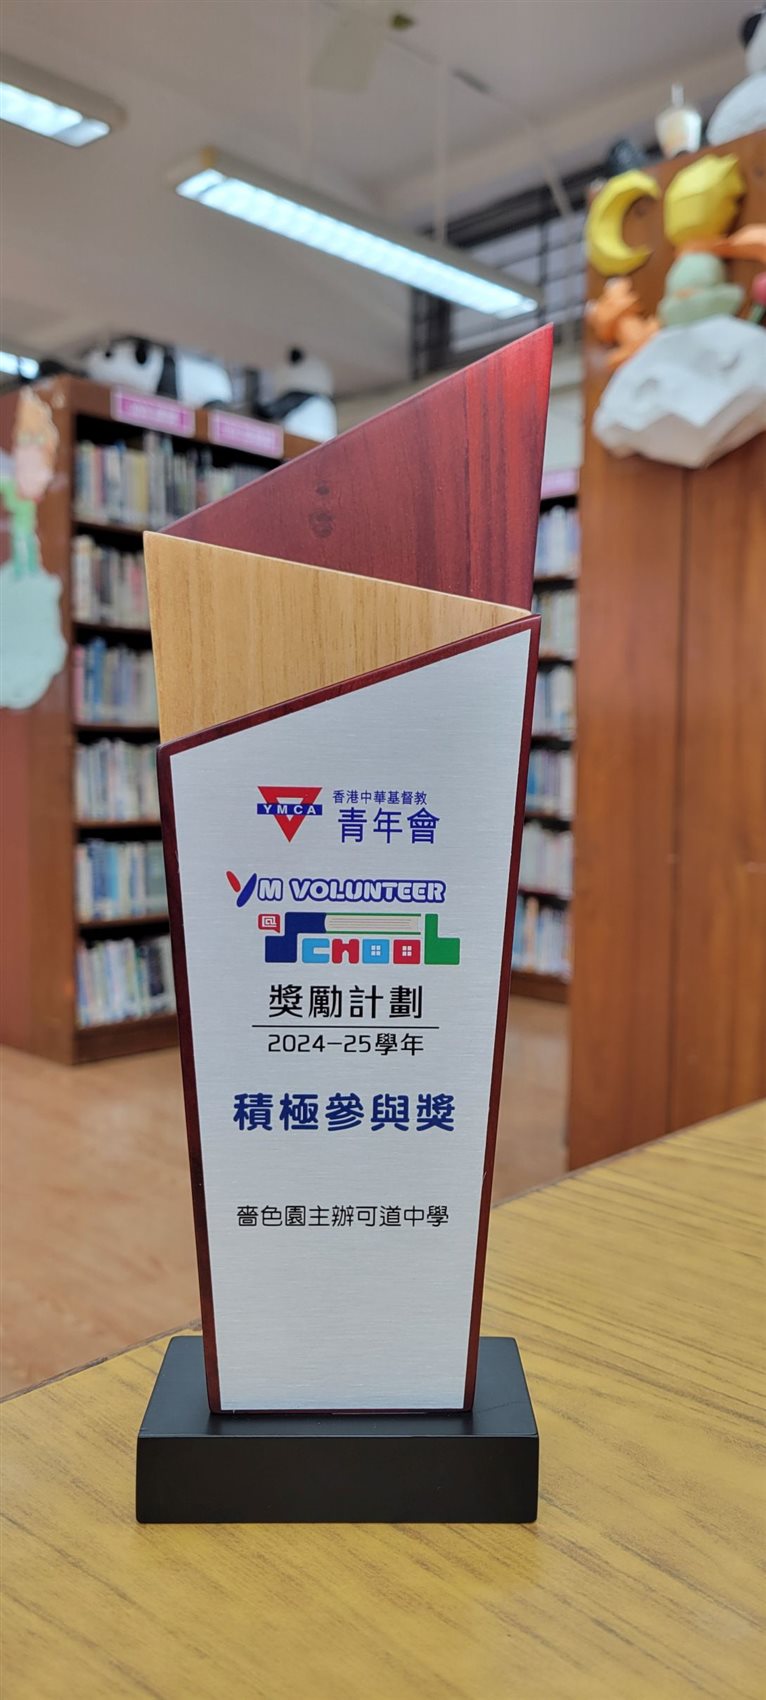 YMCA
香港中華基督教
青年會
YM VOLUNTEER
@SCHOOL
獎勵計劃
2024-25學年
積極參與獎
嗇色園主辦可道中學